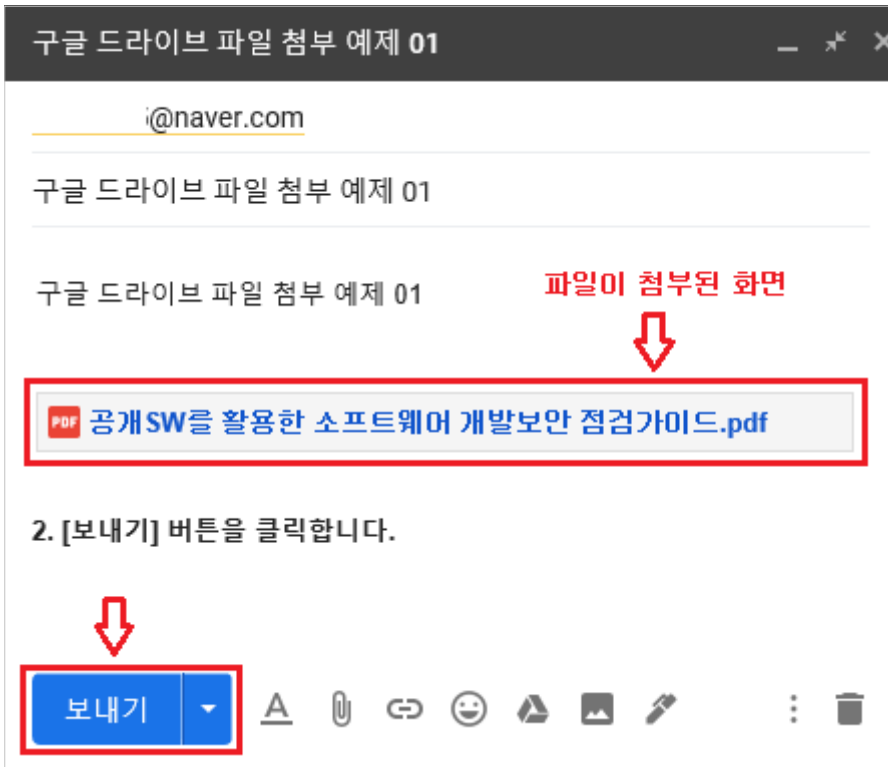 구글 드라이브 파일 첨부 예제 01
@naver.com
구글 드라이브 파일 첨부 예제 01
파일이 첨부된 화면
구글 드라이브 파일 첨부 예제 01
PDF 공개SW를 활용한 소프트웨어 개발보안 점검가이드.pdf
2. [보내기] 버튼을 클릭합니다.
보내기
A